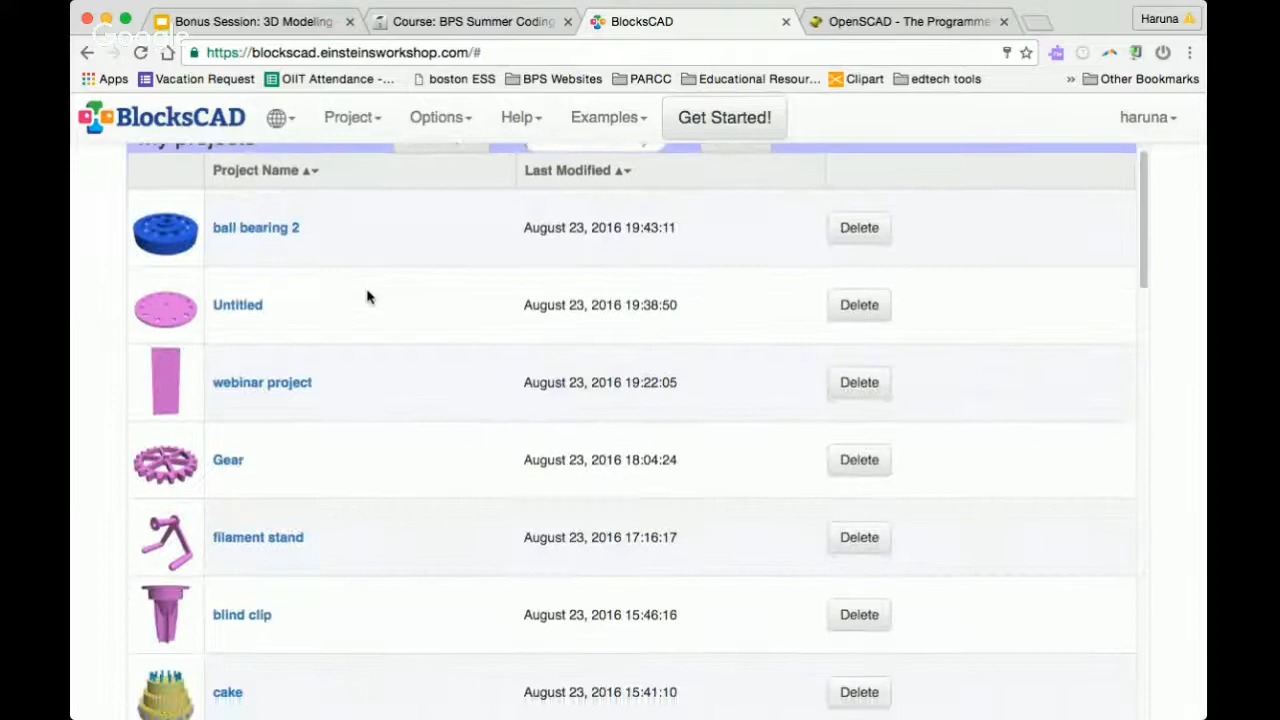 Bonus Session: 3D Modeling
Course: BPS Summer Coding
BlocksCAD
OpenSCAD - The Programme
Haruna
Google
https://blockscad.einsteinsworkshop.com/#
Apps
Vacation Request
OIIT Attendance -...
boston ESS
BPS Websites
PARCC
Educational Resour...
Clipart
edtech tools
»
Other Bookmarks
BlocksCAD
Project
Options
Help
Examples
Get Started!
haruna
My projects
Project Name
Last Modified
ball bearing 2
August 23, 2016 19:43:11
Delete
Untitled
August 23, 2016 19:38:50
Delete
webinar project
August 23, 2016 19:22:05
Delete
Gear
August 23, 2016 18:04:24
Delete
filament stand
August 23, 2016 17:16:17
Delete
blind clip
August 23, 2016 15:46:16
Delete
cake
August 23, 2016 15:41:10
Delete